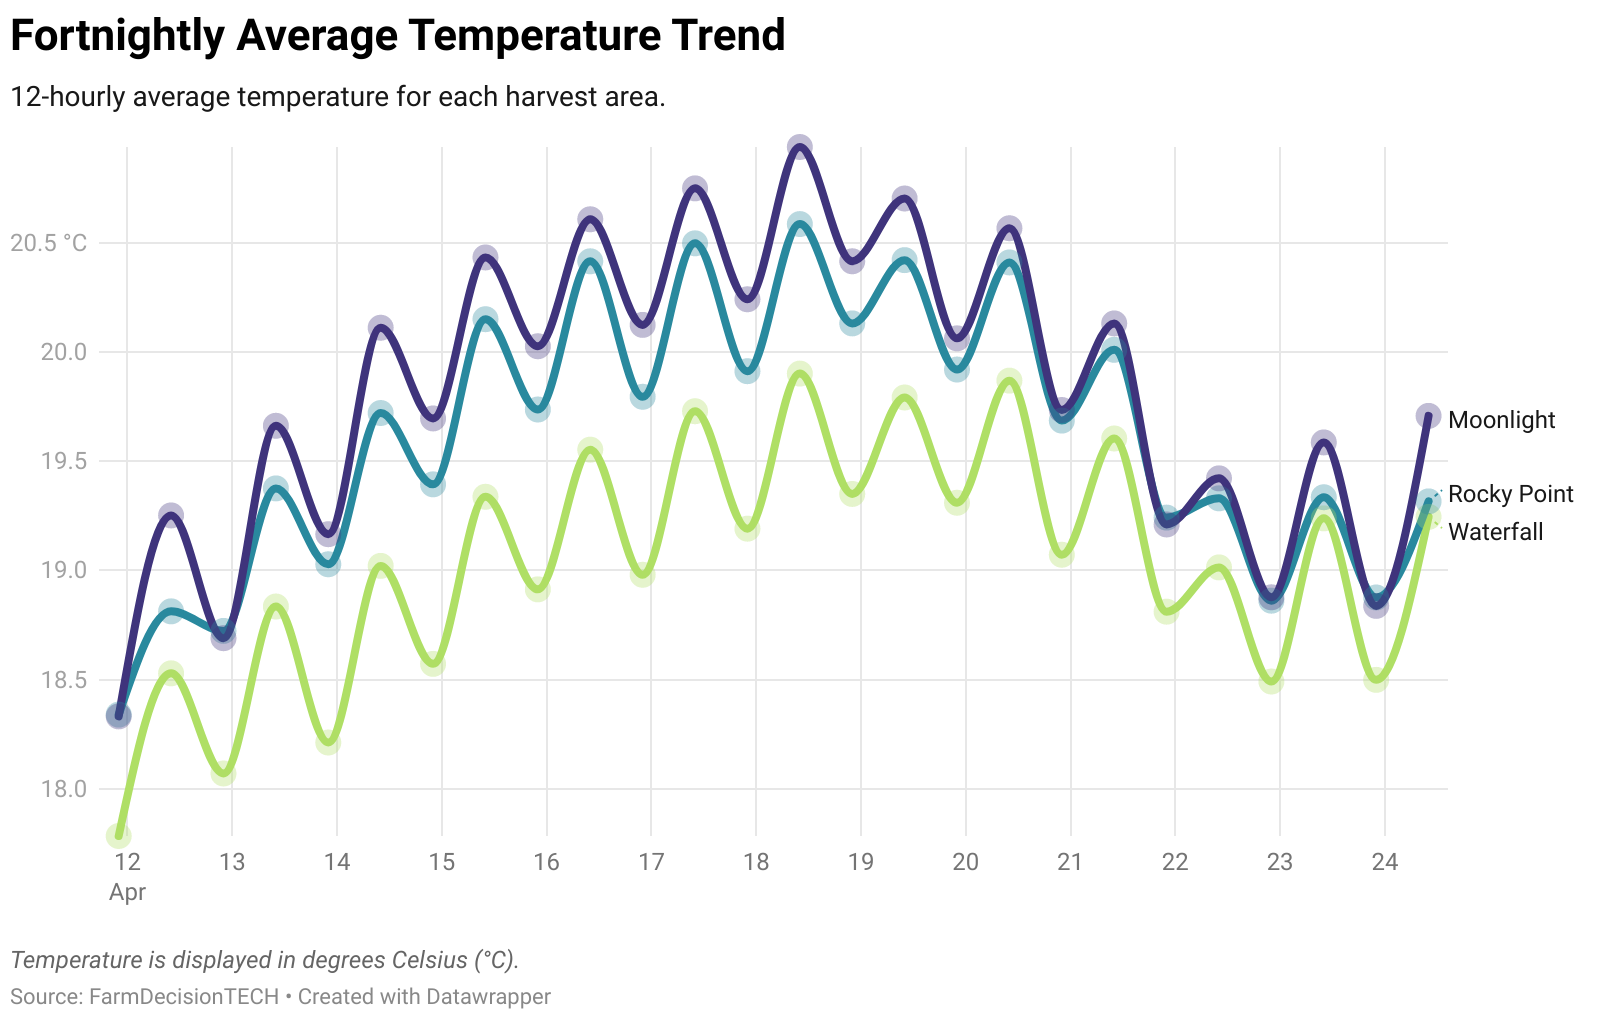 Fortnightly Average Temperature Trend
12-hourly average temperature for each harvest area.
20.5 °C
20.0
19.5
19.0
18.5
18.0
Moonlight
Rocky Point
Waterfall
12 13 14 15 16 17 18 19 20 21 22 23 24
Apr
Temperature is displayed in degrees Celsius (°C).
Source: FarmDecisionTECH • Created with Datawrapper